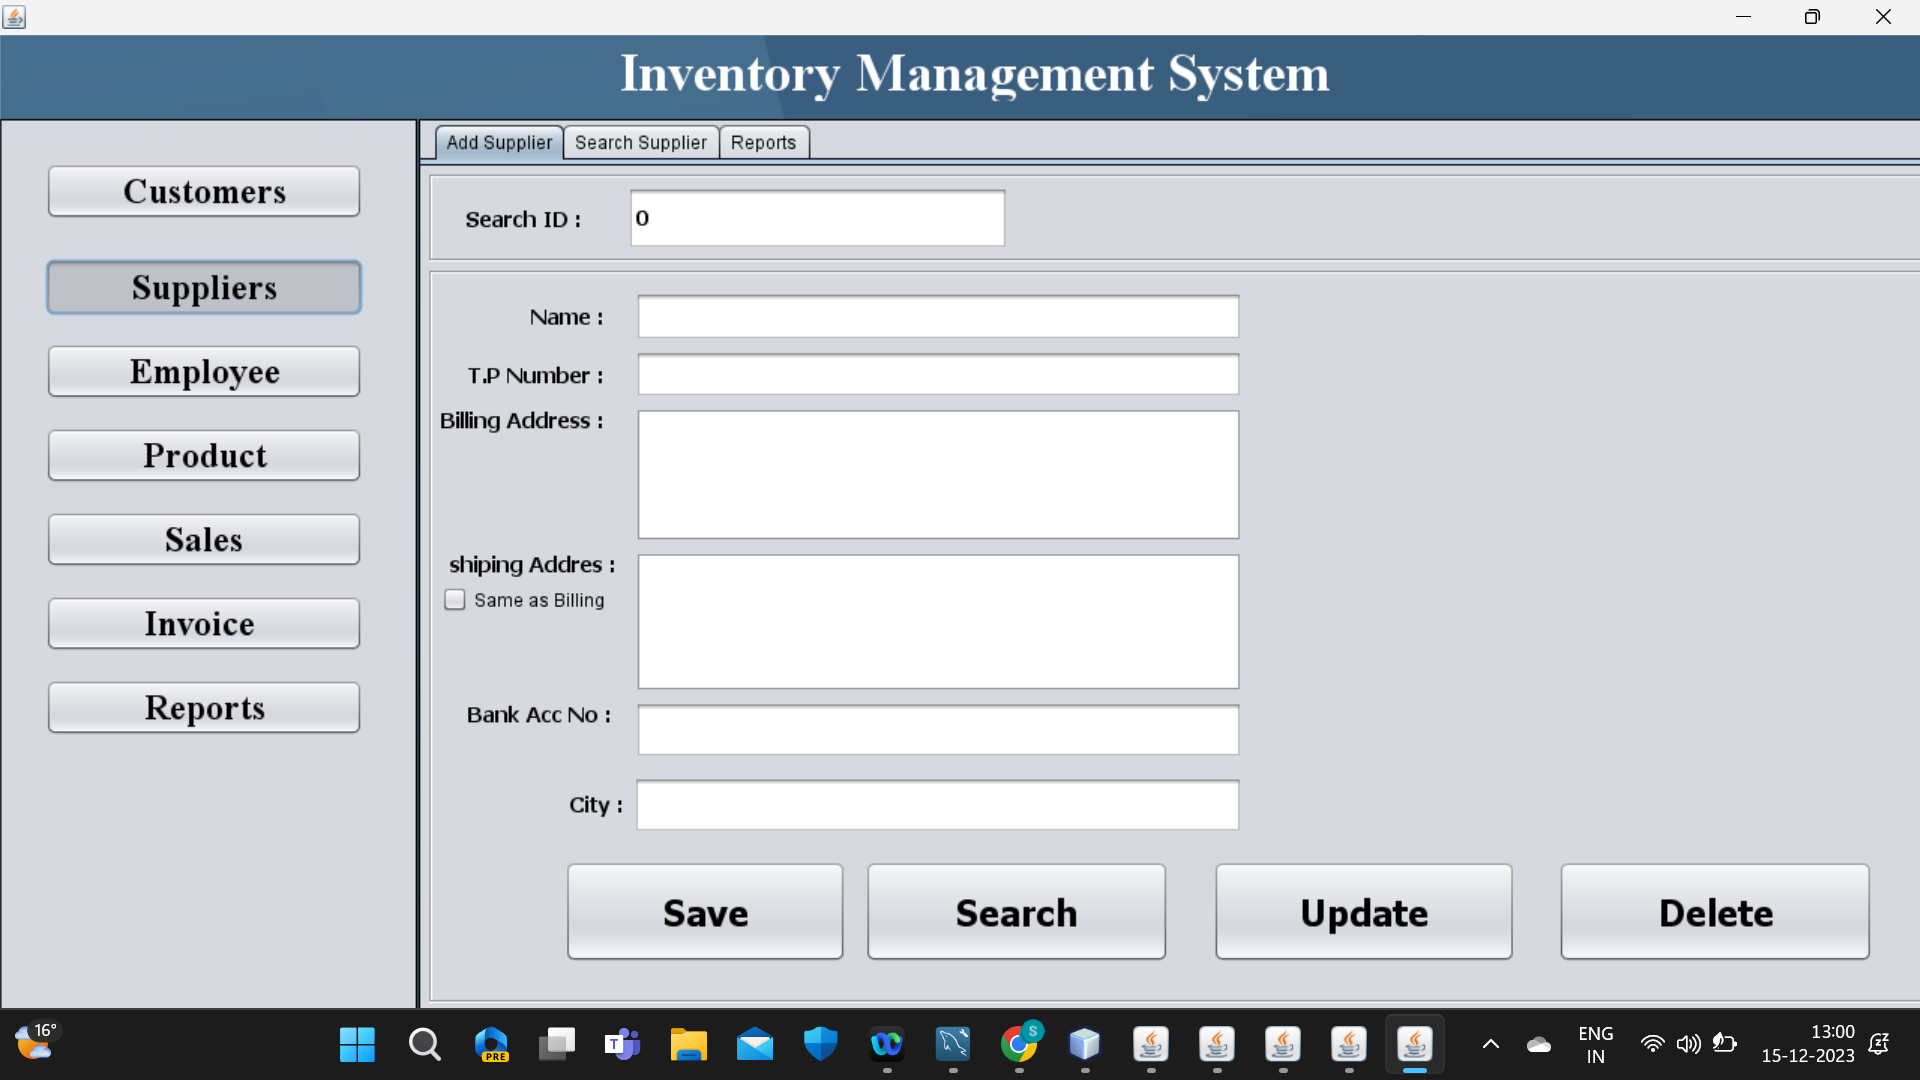 Inventory Management System
Customers
Suppliers
Employee
Product
Sales
Invoice
Reports
Add Supplier
Search Supplier
Reports
Search ID :
0
Name :
T.P Number :
Billing Address :
shiping Addres :
Same as Billing
Bank Acc No :
City :
Save
Search
Update
Delete
16°
PRE
T
S
ENG
IN
13:00
15-12-2023